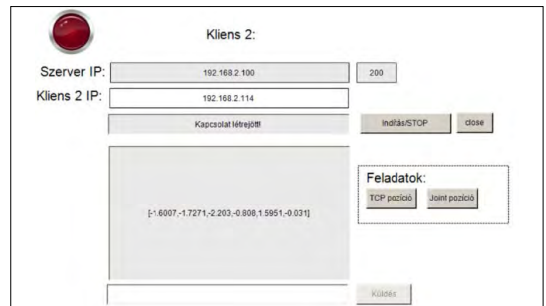 Kliens 2:
Szerver IP: 192.168.2.100 200
Kliens 2 IP: 192.168.2.114
Kapcsolat létrejött! Indítás/STOP close
Feladatok:
TCP pozíció Joint pozíció
[-1.6007,-1.7271,-2.203,-0.808,1.5951,-0.031]
Küldés